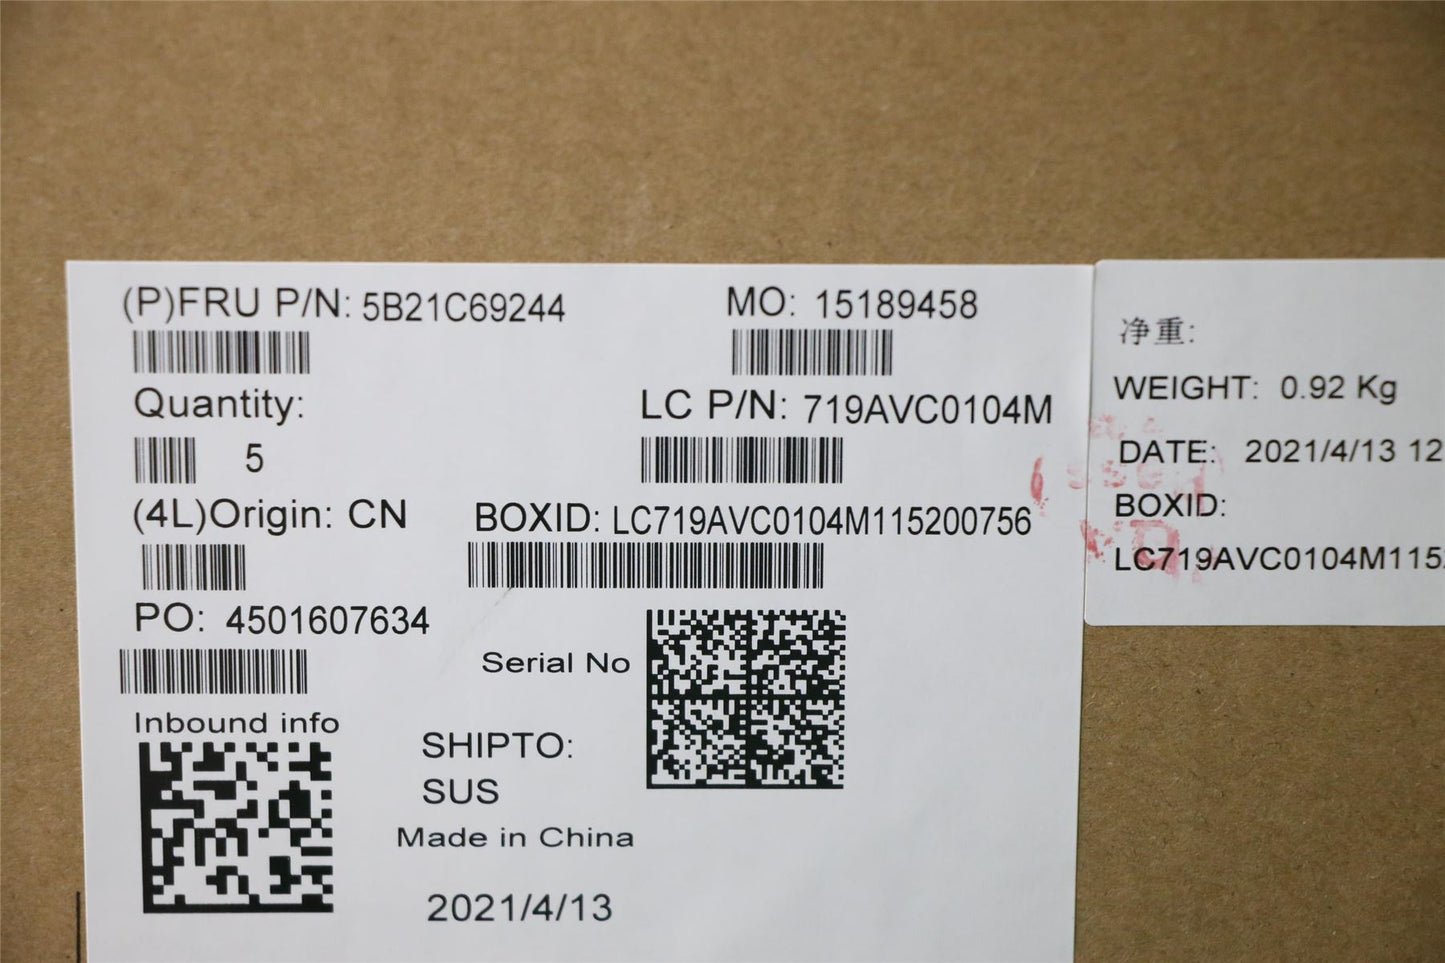 (P)FRU P/N: 5B21C69244
MO: 15189458
Quantity:
5
LC P/N: 719AVC0104M
(4L)Origin: CN
BOXID: LC719AVC0104M115200756
PO: 4501607634
Serial No
Inbound info
SHIPTO:
SUS
Made in China
2021/4/13
净重:
WEIGHT: 0.92 Kg
DATE: 2021/4/13 12
BOXID:
LC719AVC0104M115